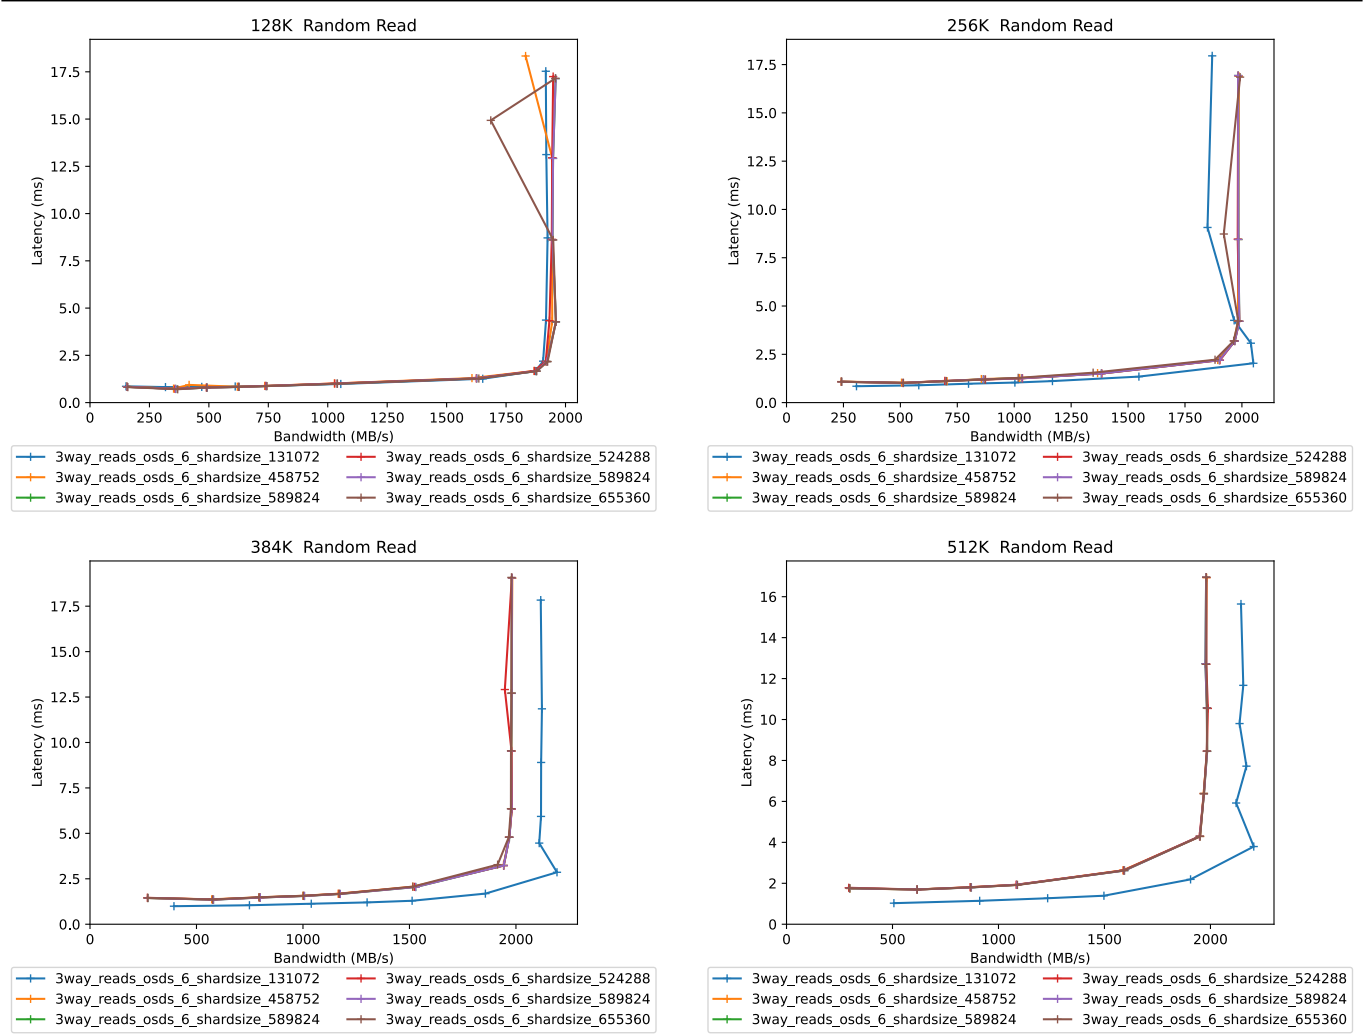 128K  Random Read
Latency (ms)
17.5
15.0
12.5
10.0
7.5
5.0
2.5
0.0
0 250 500 750 1000 1250 1500 1750 2000
Bandwidth (MB/s)
3way_reads_osds_6_shardsize_131072 3way_reads_osds_6_shardsize_524288
3way_reads_osds_6_shardsize_458752 3way_reads_osds_6_shardsize_589824
3way_reads_osds_6_shardsize_589824 3way_reads_osds_6_shardsize_655360
256K  Random Read
Latency (ms)
17.5
15.0
12.5
10.0
7.5
5.0
2.5
0.0
0 250 500 750 1000 1250 1500 1750 2000
Bandwidth (MB/s)
3way_reads_osds_6_shardsize_131072 3way_reads_osds_6_shardsize_524288
3way_reads_osds_6_shardsize_458752 3way_reads_osds_6_shardsize_589824
3way_reads_osds_6_shardsize_589824 3way_reads_osds_6_shardsize_655360
384K  Random Read
Latency (ms)
17.5
15.0
12.5
10.0
7.5
5.0
2.5
0.0
0 500 1000 1500 2000
Bandwidth (MB/s)
3way_reads_osds_6_shardsize_131072 3way_reads_osds_6_shardsize_524288
3way_reads_osds_6_shardsize_458752 3way_reads_osds_6_shardsize_589824
3way_reads_osds_6_shardsize_589824 3way_reads_osds_6_shardsize_655360
512K  Random Read
Latency (ms)
16
14
12
10
8
6
4
2
0
0 500 1000 1500 2000
Bandwidth (MB/s)
3way_reads_osds_6_shardsize_131072 3way_reads_osds_6_shardsize_524288
3way_reads_osds_6_shardsize_458752 3way_reads_osds_6_shardsize_589824
3way_reads_osds_6_shardsize_589824 3way_reads_osds_6_shardsize_655360